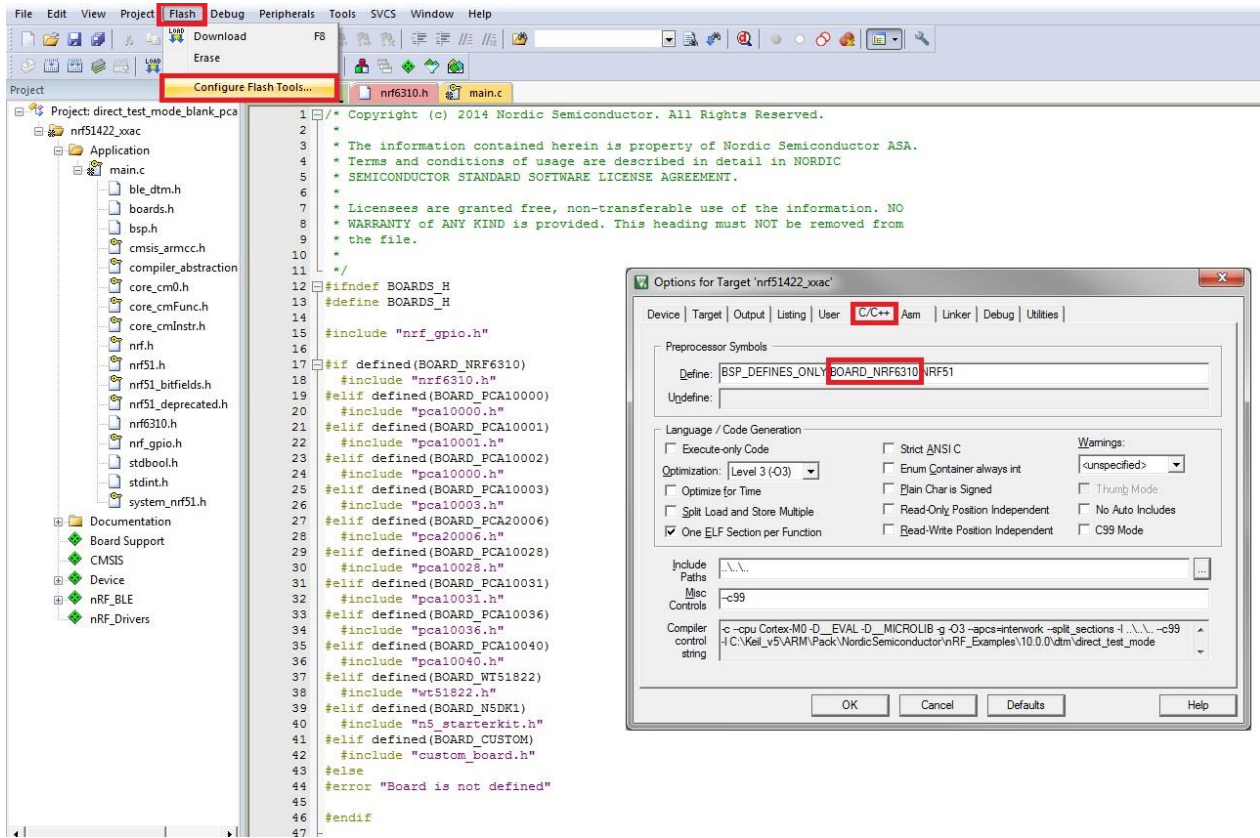 File Edit View Project Flash Debug Peripherals Tools SVCS Window Help
Download F8
Erase
Configure Flash Tools...
Project
nrf6310.h main.c
Project: direct_test_mode_blank_pca
nrf51422_xxac
Application
main.c
ble_dtm.h
boards.h
bsp.h
cmsis_armcc.h
compiler_abstraction
core_cm0.h
core_cmFunc.h
core_cmInstr.h
nrf.h
nrf51.h
nrf51_bitfields.h
nrf51_deprecated.h
nrf6310.h
nrf_gpio.h
stdbool.h
stdint.h
system_nrf51.h
Documentation
Board Support
CMSIS
Device
nRF_BLE
nRF_Drivers
1 /* Copyright (c) 2014 Nordic Semiconductor. All Rights Reserved.
2 *
3 * The information contained herein is property of Nordic Semiconductor ASA.
4 * Terms and conditions of usage are described in detail in NORDIC
5 * SEMICONDUCTOR STANDARD SOFTWARE LICENSE AGREEMENT.
6 *
7 * Licensees are granted free, non-transferable use of the information. NO
8 * WARRANTY of ANY KIND is provided. This heading must NOT be removed from
9 * the file.
10 *
11 */
12 #ifndef BOARDS_H
13 #define BOARDS_H
14
15 #include "nrf_gpio.h"
16
17 #if defined(BOARD_NRF6310)
18 #include "nrf6310.h"
19 #elif defined(BOARD_PCA10000)
20 #include "pca10000.h"
21 #elif defined(BOARD_PCA10001)
22 #include "pca10001.h"
23 #elif defined(BOARD_PCA10002)
24 #include "pca10000.h"
25 #elif defined(BOARD_PCA10003)
26 #include "pca10003.h"
27 #elif defined(BOARD_PCA20006)
28 #include "pca20006.h"
29 #elif defined(BOARD_PCA10028)
30 #include "pca10028.h"
31 #elif defined(BOARD_PCA10031)
32 #include "pca10031.h"
33 #elif defined(BOARD_PCA10036)
34 #include "pca10036.h"
35 #elif defined(BOARD_PCA10040)
36 #include "pca10040.h"
37 #elif defined(BOARD_WT51822)
38 #include "wt51822.h"
39 #elif defined(BOARD_N5DK1)
40 #include "n5_starterkit.h"
41 #elif defined(BOARD_CUSTOM)
42 #include "custom_board.h"
43 #else
44 #error "Board is not defined"
45
46 #endif
47
Options for Target 'nrf51422_xxac'
Device Target Output Listing User C/C++ Asm Linker Debug Utilities
Preprocessor Symbols
Define: BSP_DEFINES_ONLY BOARD_NRF6310 NRF51
Undefine:
Language / Code Generation
Execute-only Code
Optimization: Level 3 (-O3)
Optimize for Time
Split Load and Store Multiple
One ELF Section per Function
Strict ANSI C
Enum Container always int
Plain Char is Signed
Read-Only Position Independent
Read-Write Position Independent
Warnings:
<unspecified>
Thumb Mode
No Auto Includes
C99 Mode
Include Paths ..\..\..
Misc Controls --c99
Compiler control string -c --cpu Cortex-M0 -D__EVAL -D__MICROLIB -g -O3 --apcs=interwork --split_sections -I ..\..\.. --c99
-I C:\Keil_v5\ARM\Pack\NordicSemiconductor\nRF_Examples\10.0.0\dtm\direct_test_mode
OK Cancel Defaults Help